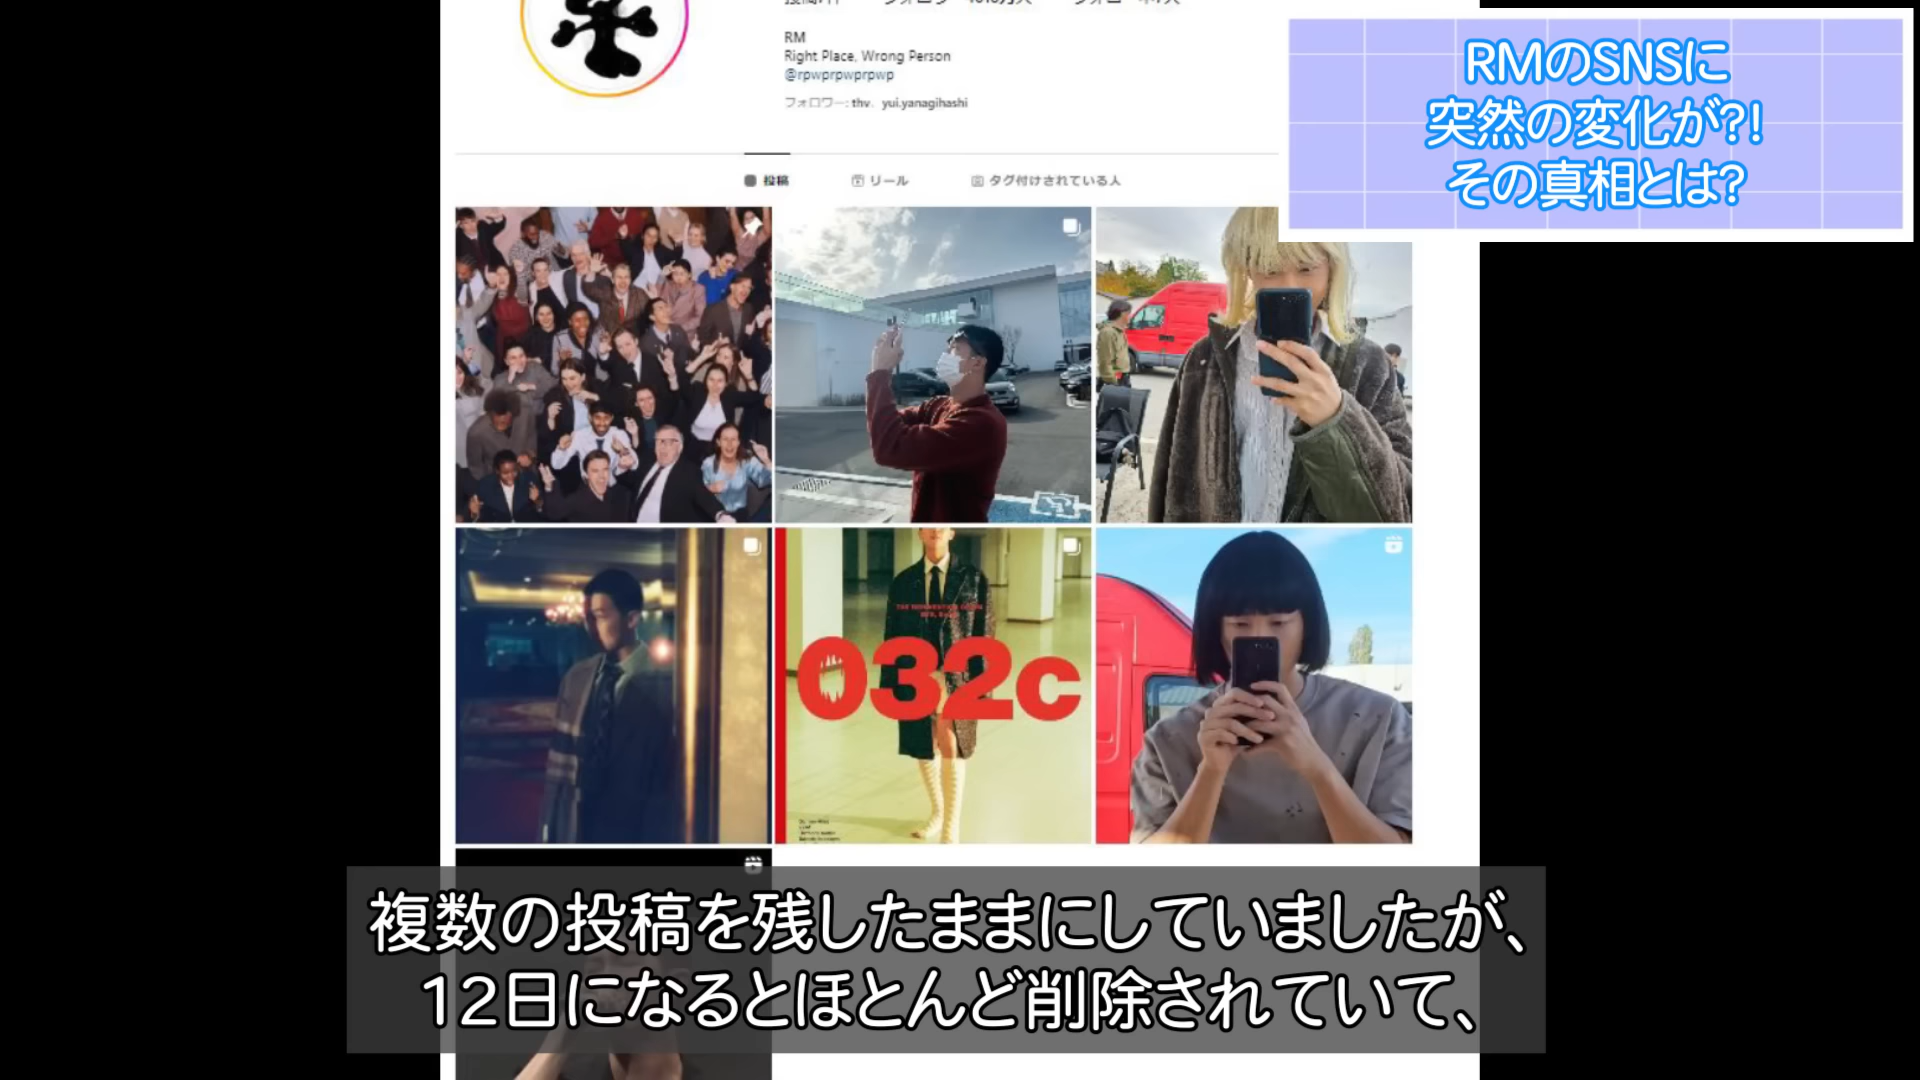 RM
Right Place, Wrong Person
@rpwprpwprpwp
フォロワー: thv、yui.yanagihashi
RMのSNSに
突然の変化が?!
その真相とは?
投稿
リール
タグ付けされている人
032c
複数の投稿を残したままにしていましたが、
12日になるとほとんど削除されていて、